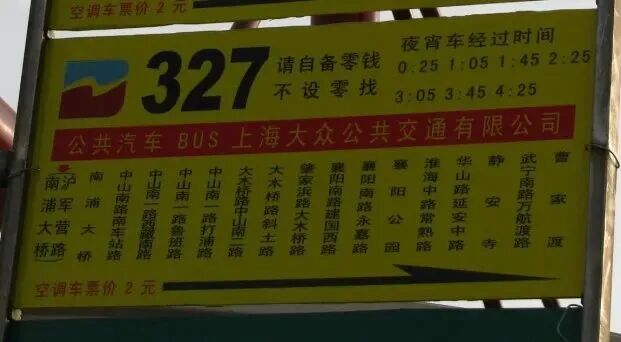 空调车票价 2 元
327
请自备零钱
不设零找
夜宵车经过时间
0:25 1:05 1:45 2:25
3:05 3:45 4:25
公共汽车 BUS 上海大众公共交通有限公司
南浦大桥
(沪军营路)
南浦大桥
中山南路南车站路
中山南一路西藏南路
中山南一路鲁班路
中山南一路打浦路
大木桥路中山南二路
大木桥路斜土路
肇家浜路大木桥路
襄阳南路建国西路
襄阳南路永嘉路
襄阳公园
淮海中路常熟路
华山路延安中路
静安寺
武宁南路万航渡路
曹家渡
空调车票价 2 元